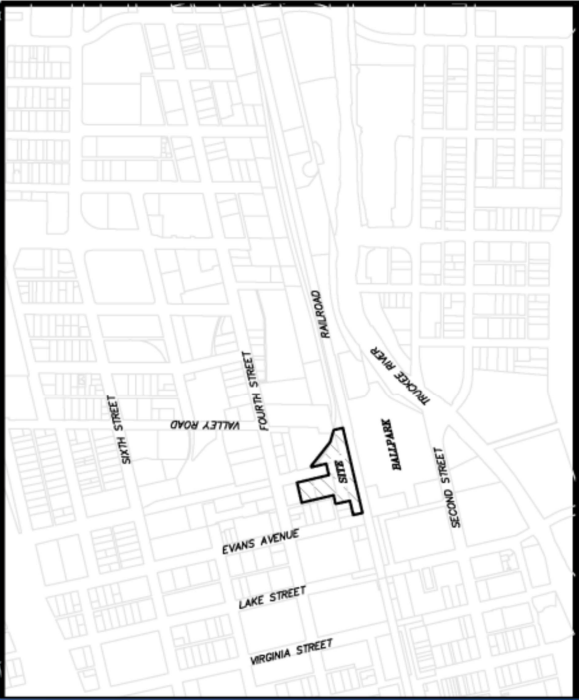 RAILROAD
TRUCKEE RIVER
FOURTH STREET
SIXTH STREET
VALLEY ROAD
BALLPARK
SITE
SECOND STREET
EVANS AVENUE
LAKE STREET
VIRGINIA STREET